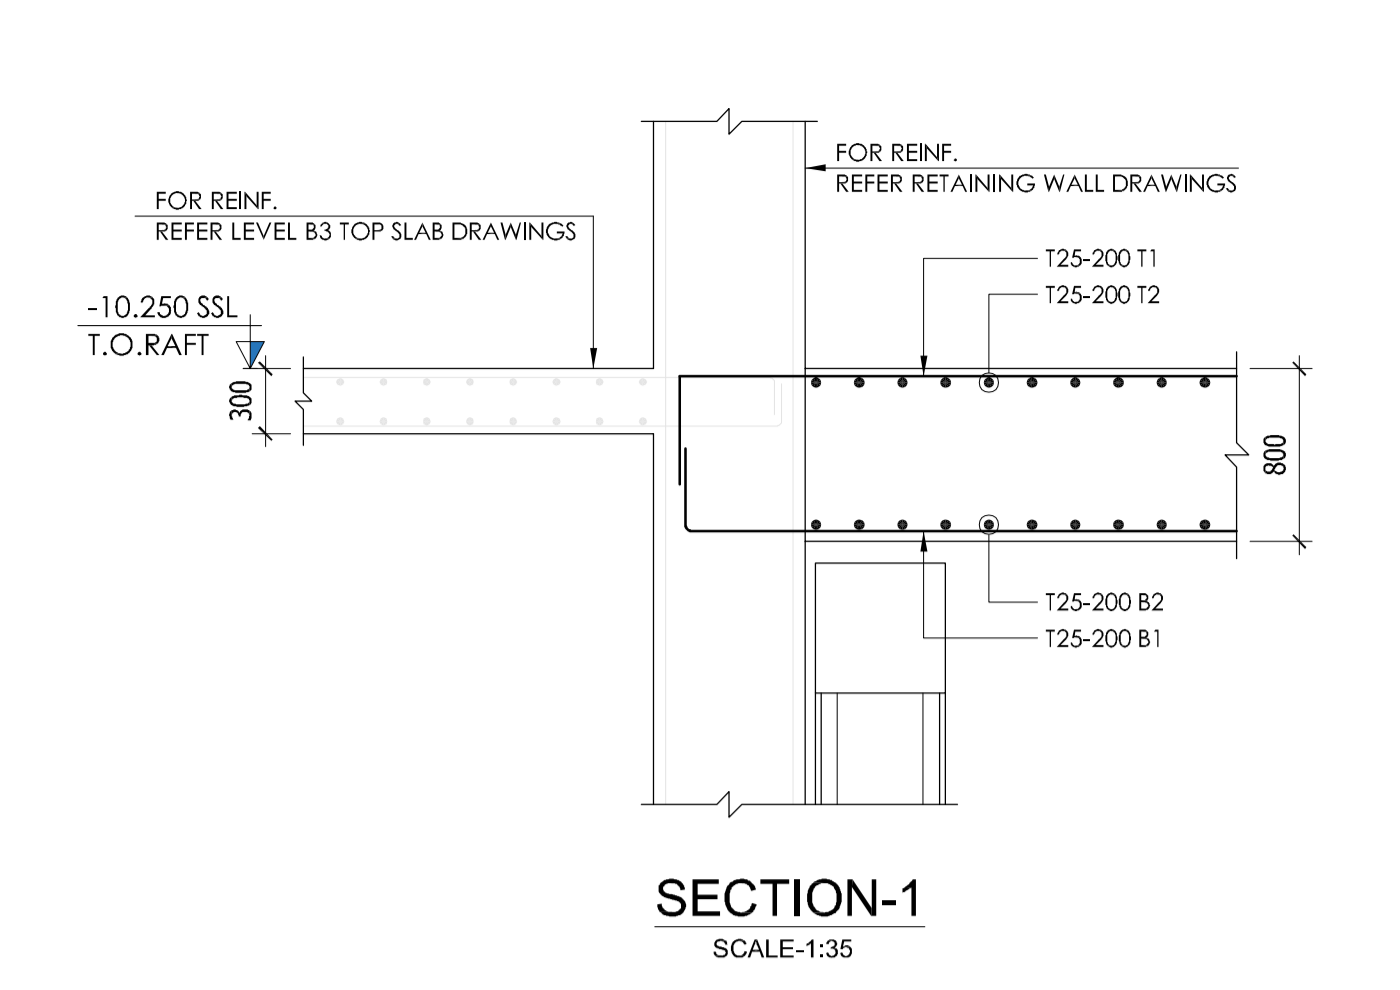 FOR REINF.
REFER RETAINING WALL DRAWINGS
FOR REINF.
REFER LEVEL B3 TOP SLAB DRAWINGS
T25-200 T1
T25-200 T2
-10.250 SSL
T.O.RAFT
300
800
T25-200 B2
T25-200 B1
SECTION-1
SCALE-1:35